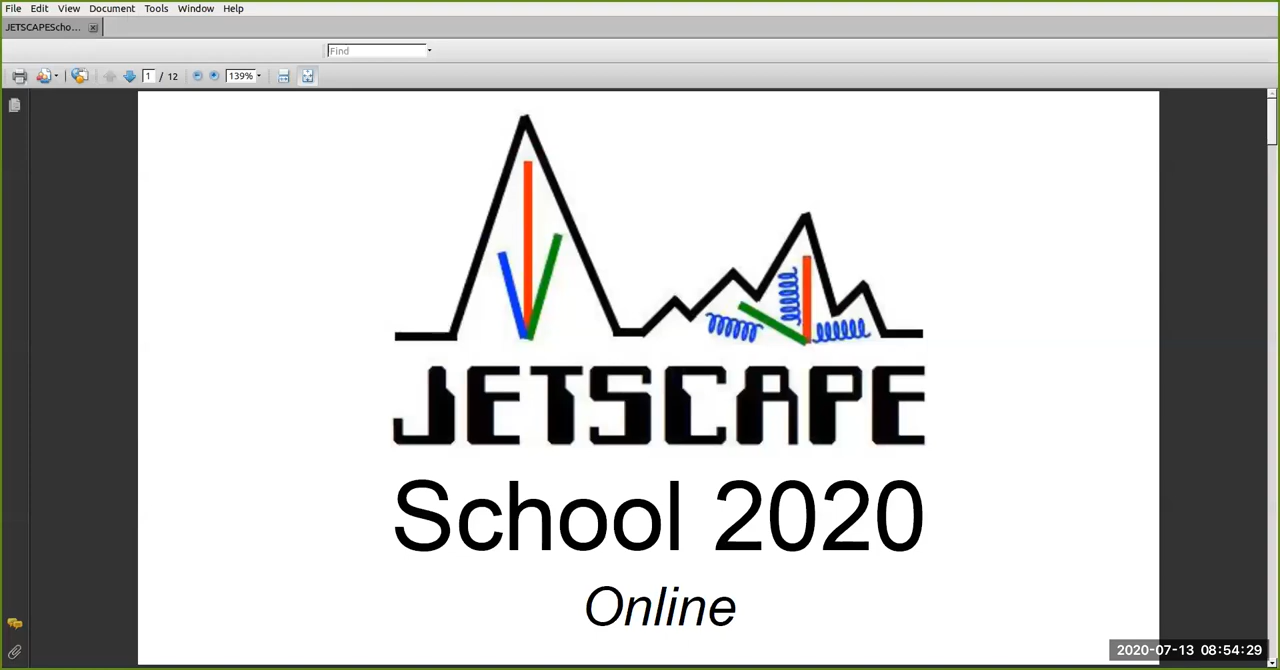 File Edit View Document Tools Window Help
JETSCAPEScho...
Find
1 / 12 139%
JETSCAPE
School 2020
Online
2020-07-13 08:54:29